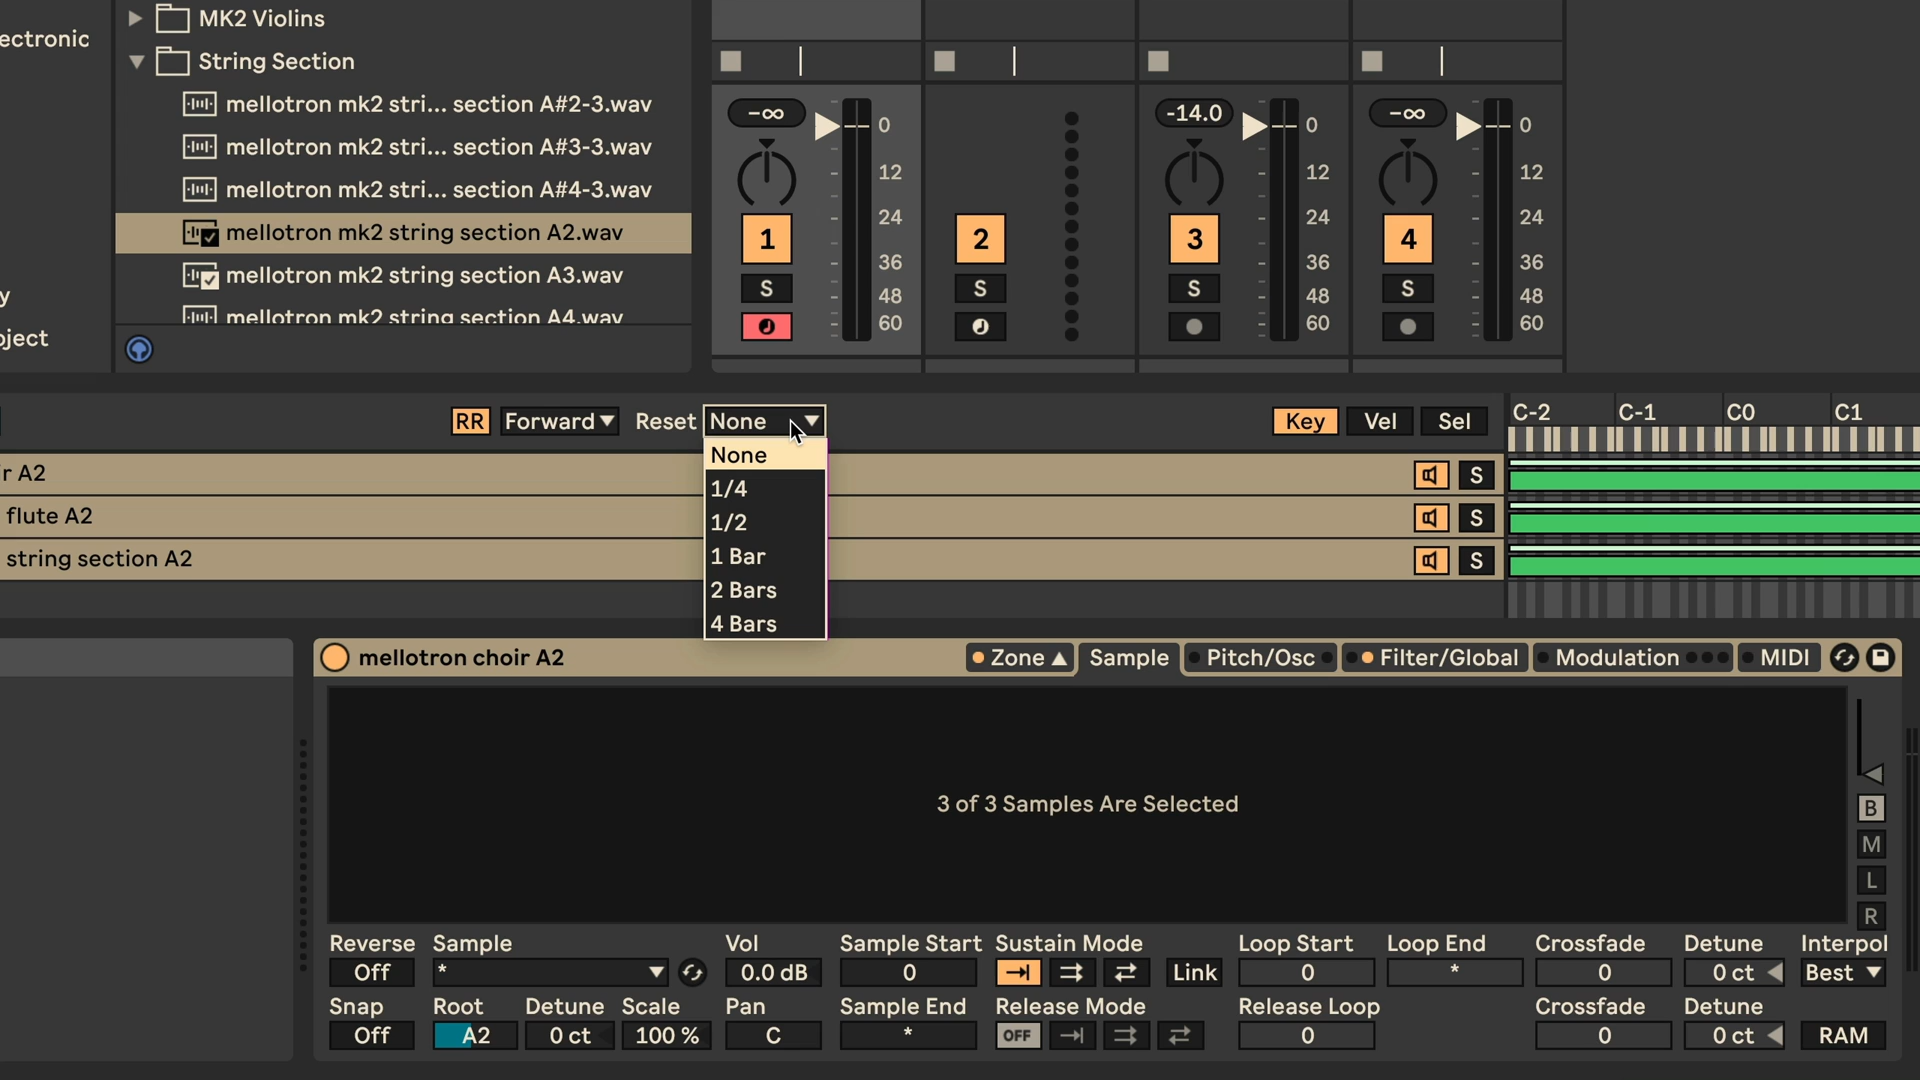 ectronic
MK2 Violins
String Section
mellotron mk2 stri... section A#2-3.wav
mellotron mk2 stri... section A#3-3.wav
mellotron mk2 stri... section A#4-3.wav
mellotron mk2 string section A2.wav
mellotron mk2 string section A3.wav
mellotron mk2 string section A4.wav
y
oject
-∞ 0
12
24
36
48
60
1
S
2
S
-14.0 0
12
24
36
48
60
3
S
-∞ 0
12
24
36
48
60
4
S
RR Forward Reset None
None
1/4
1/2
1 Bar
2 Bars
4 Bars
Key Vel Sel
C-2 C-1 C0 C1
ir A2 S
flute A2 S
string section A2 S
mellotron choir A2 Zone Sample Pitch/Osc Filter/Global Modulation MIDI
3 of 3 Samples Are Selected
B
M
L
R
Reverse Sample Vol Sample Start Sustain Mode Loop Start Loop End Crossfade Detune Interpol
Off * 0.0 dB 0 Link 0 * 0 0 ct Best
Snap Root Detune Scale Pan Sample End Release Mode Release Loop Crossfade Detune
Off A2 0 ct 100 % C * OFF 0 0 0 ct RAM